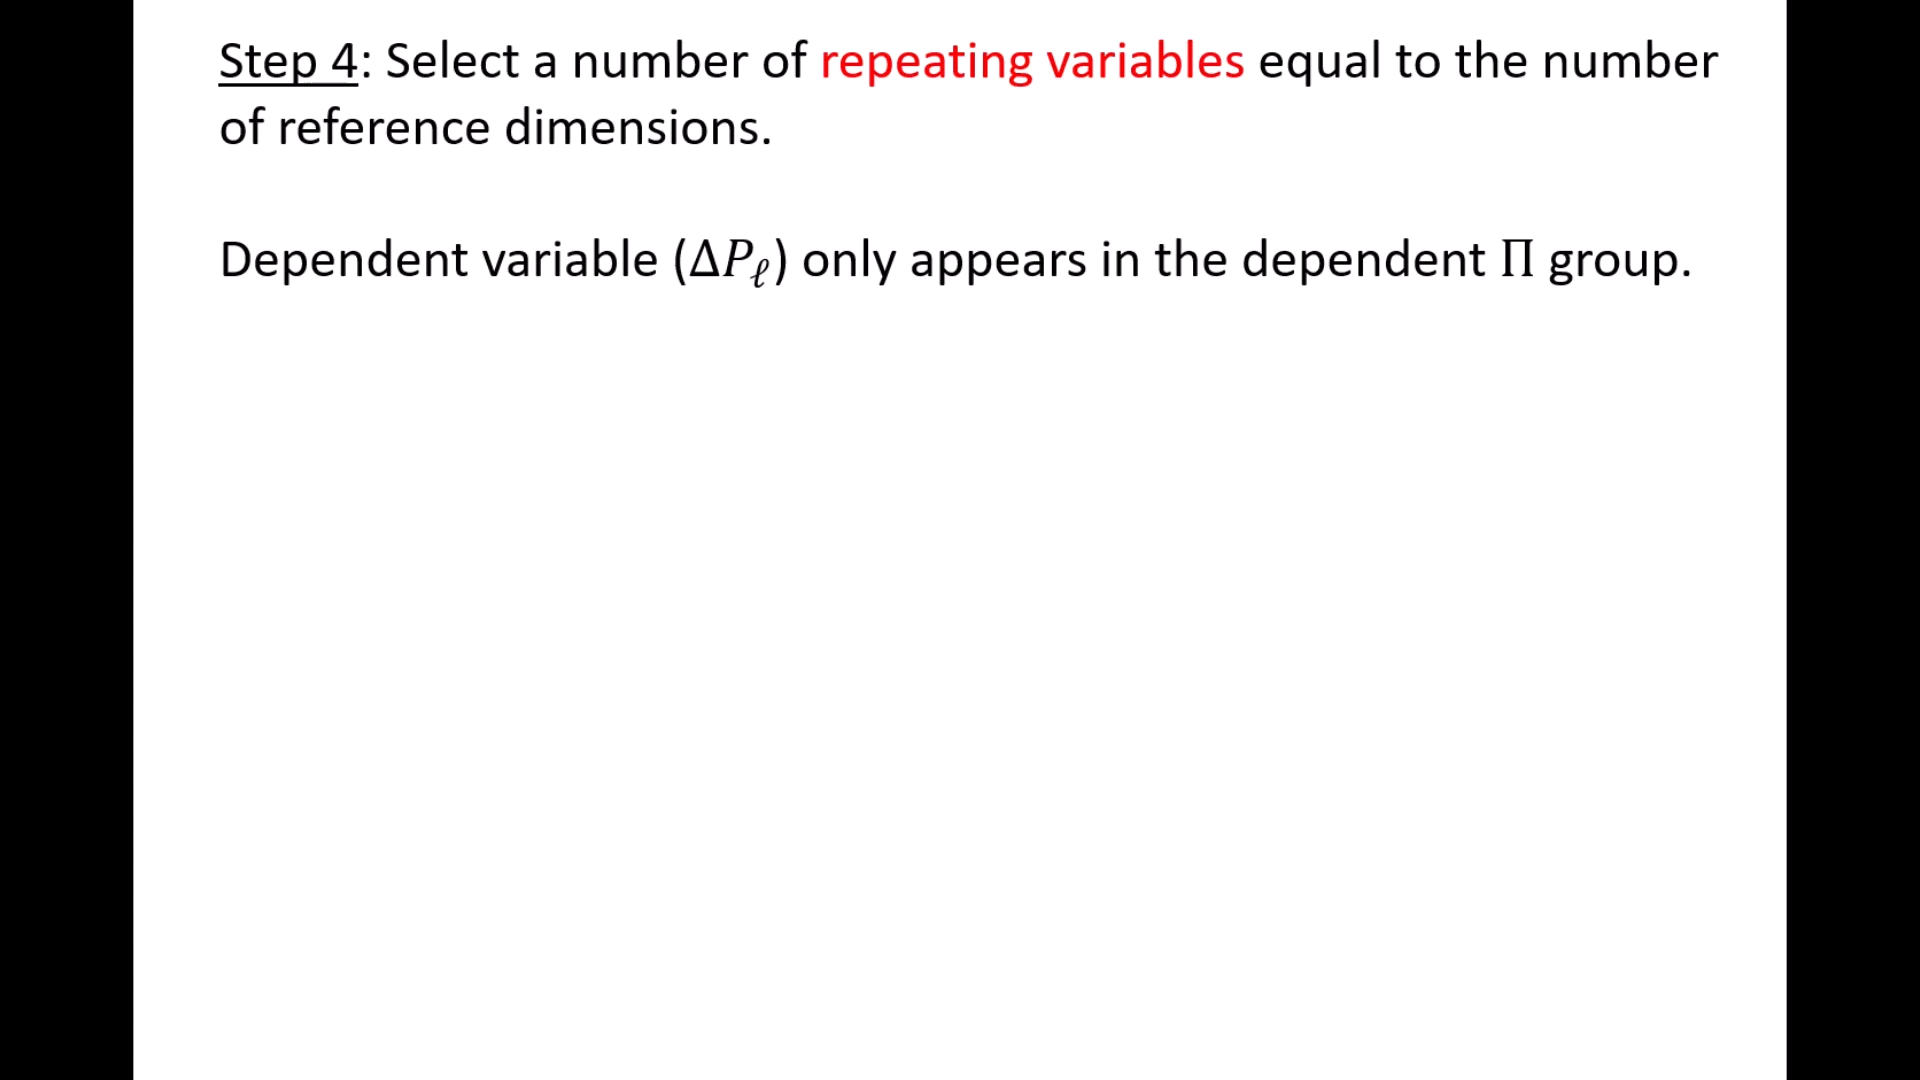 Step 4: Select a number of repeating variables equal to the number
of reference dimensions.
Dependent variable (ΔPℓ) only appears in the dependent Π group.